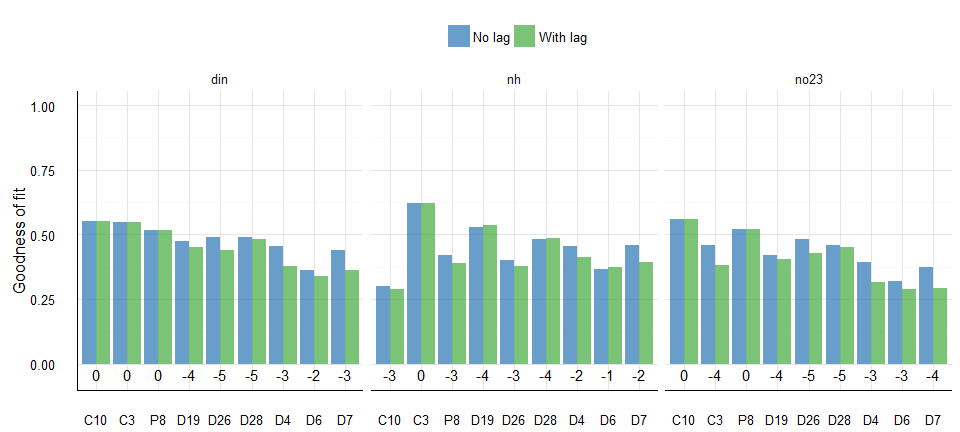 No lag With lag
din nh no23
Goodness of fit
1.00
0.75
0.50
0.25
0.00
0 0 0 -4 -5 -5 -3 -2 -3 -3 0 -3 -4 -3 -4 -2 -1 -2 0 -4 0 -4 -5 -5 -3 -3 -4
C10 C3 P8 D19 D26 D28 D4 D6 D7 C10 C3 P8 D19 D26 D28 D4 D6 D7 C10 C3 P8 D19 D26 D28 D4 D6 D7